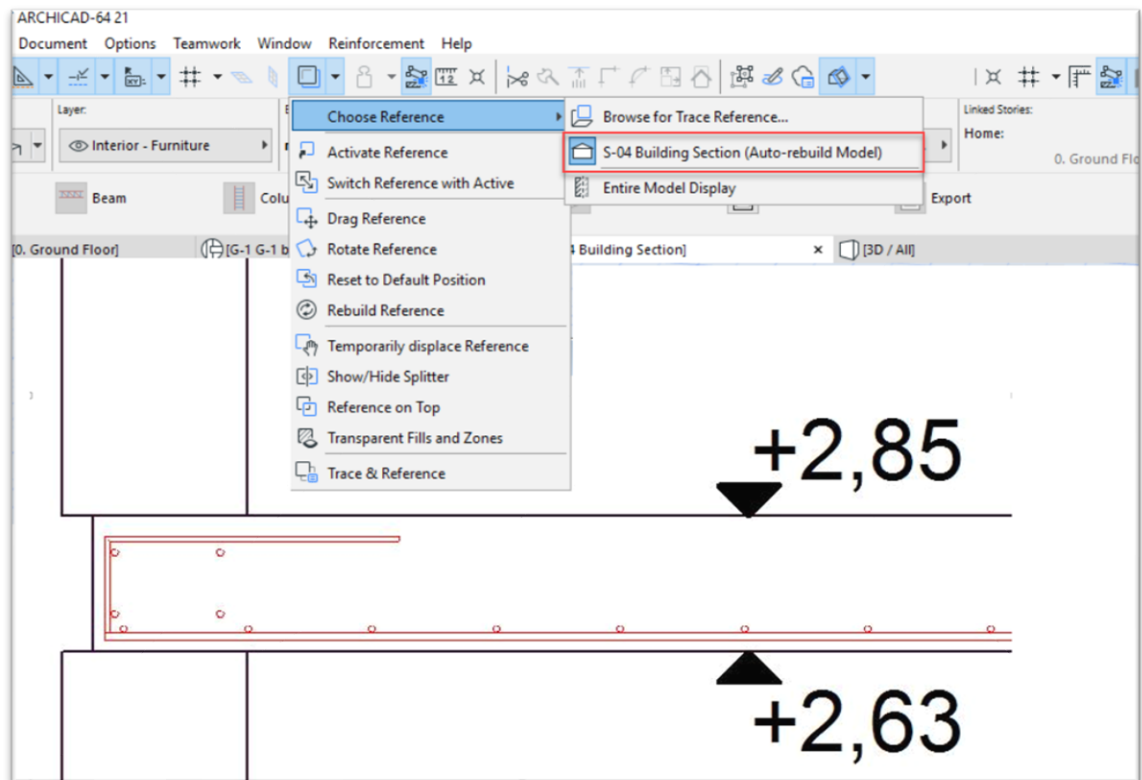 ARCHICAD-64 21
Document Options Teamwork Window Reinforcement Help
Layer:
Interior - Furniture
Linked Stories:
Home:
0. Ground Flo
Beam
Colu
Export
Choose Reference
Activate Reference
Switch Reference with Active
Drag Reference
Rotate Reference
Reset to Default Position
Rebuild Reference
Temporarily displace Reference
Show/Hide Splitter
Reference on Top
Transparent Fills and Zones
Trace & Reference
Browse for Trace Reference...
S-04 Building Section (Auto-rebuild Model)
Entire Model Display
[0. Ground Floor]
[G-1 G-1 b
4 Building Section]
[3D / All]
+2,85
+2,63